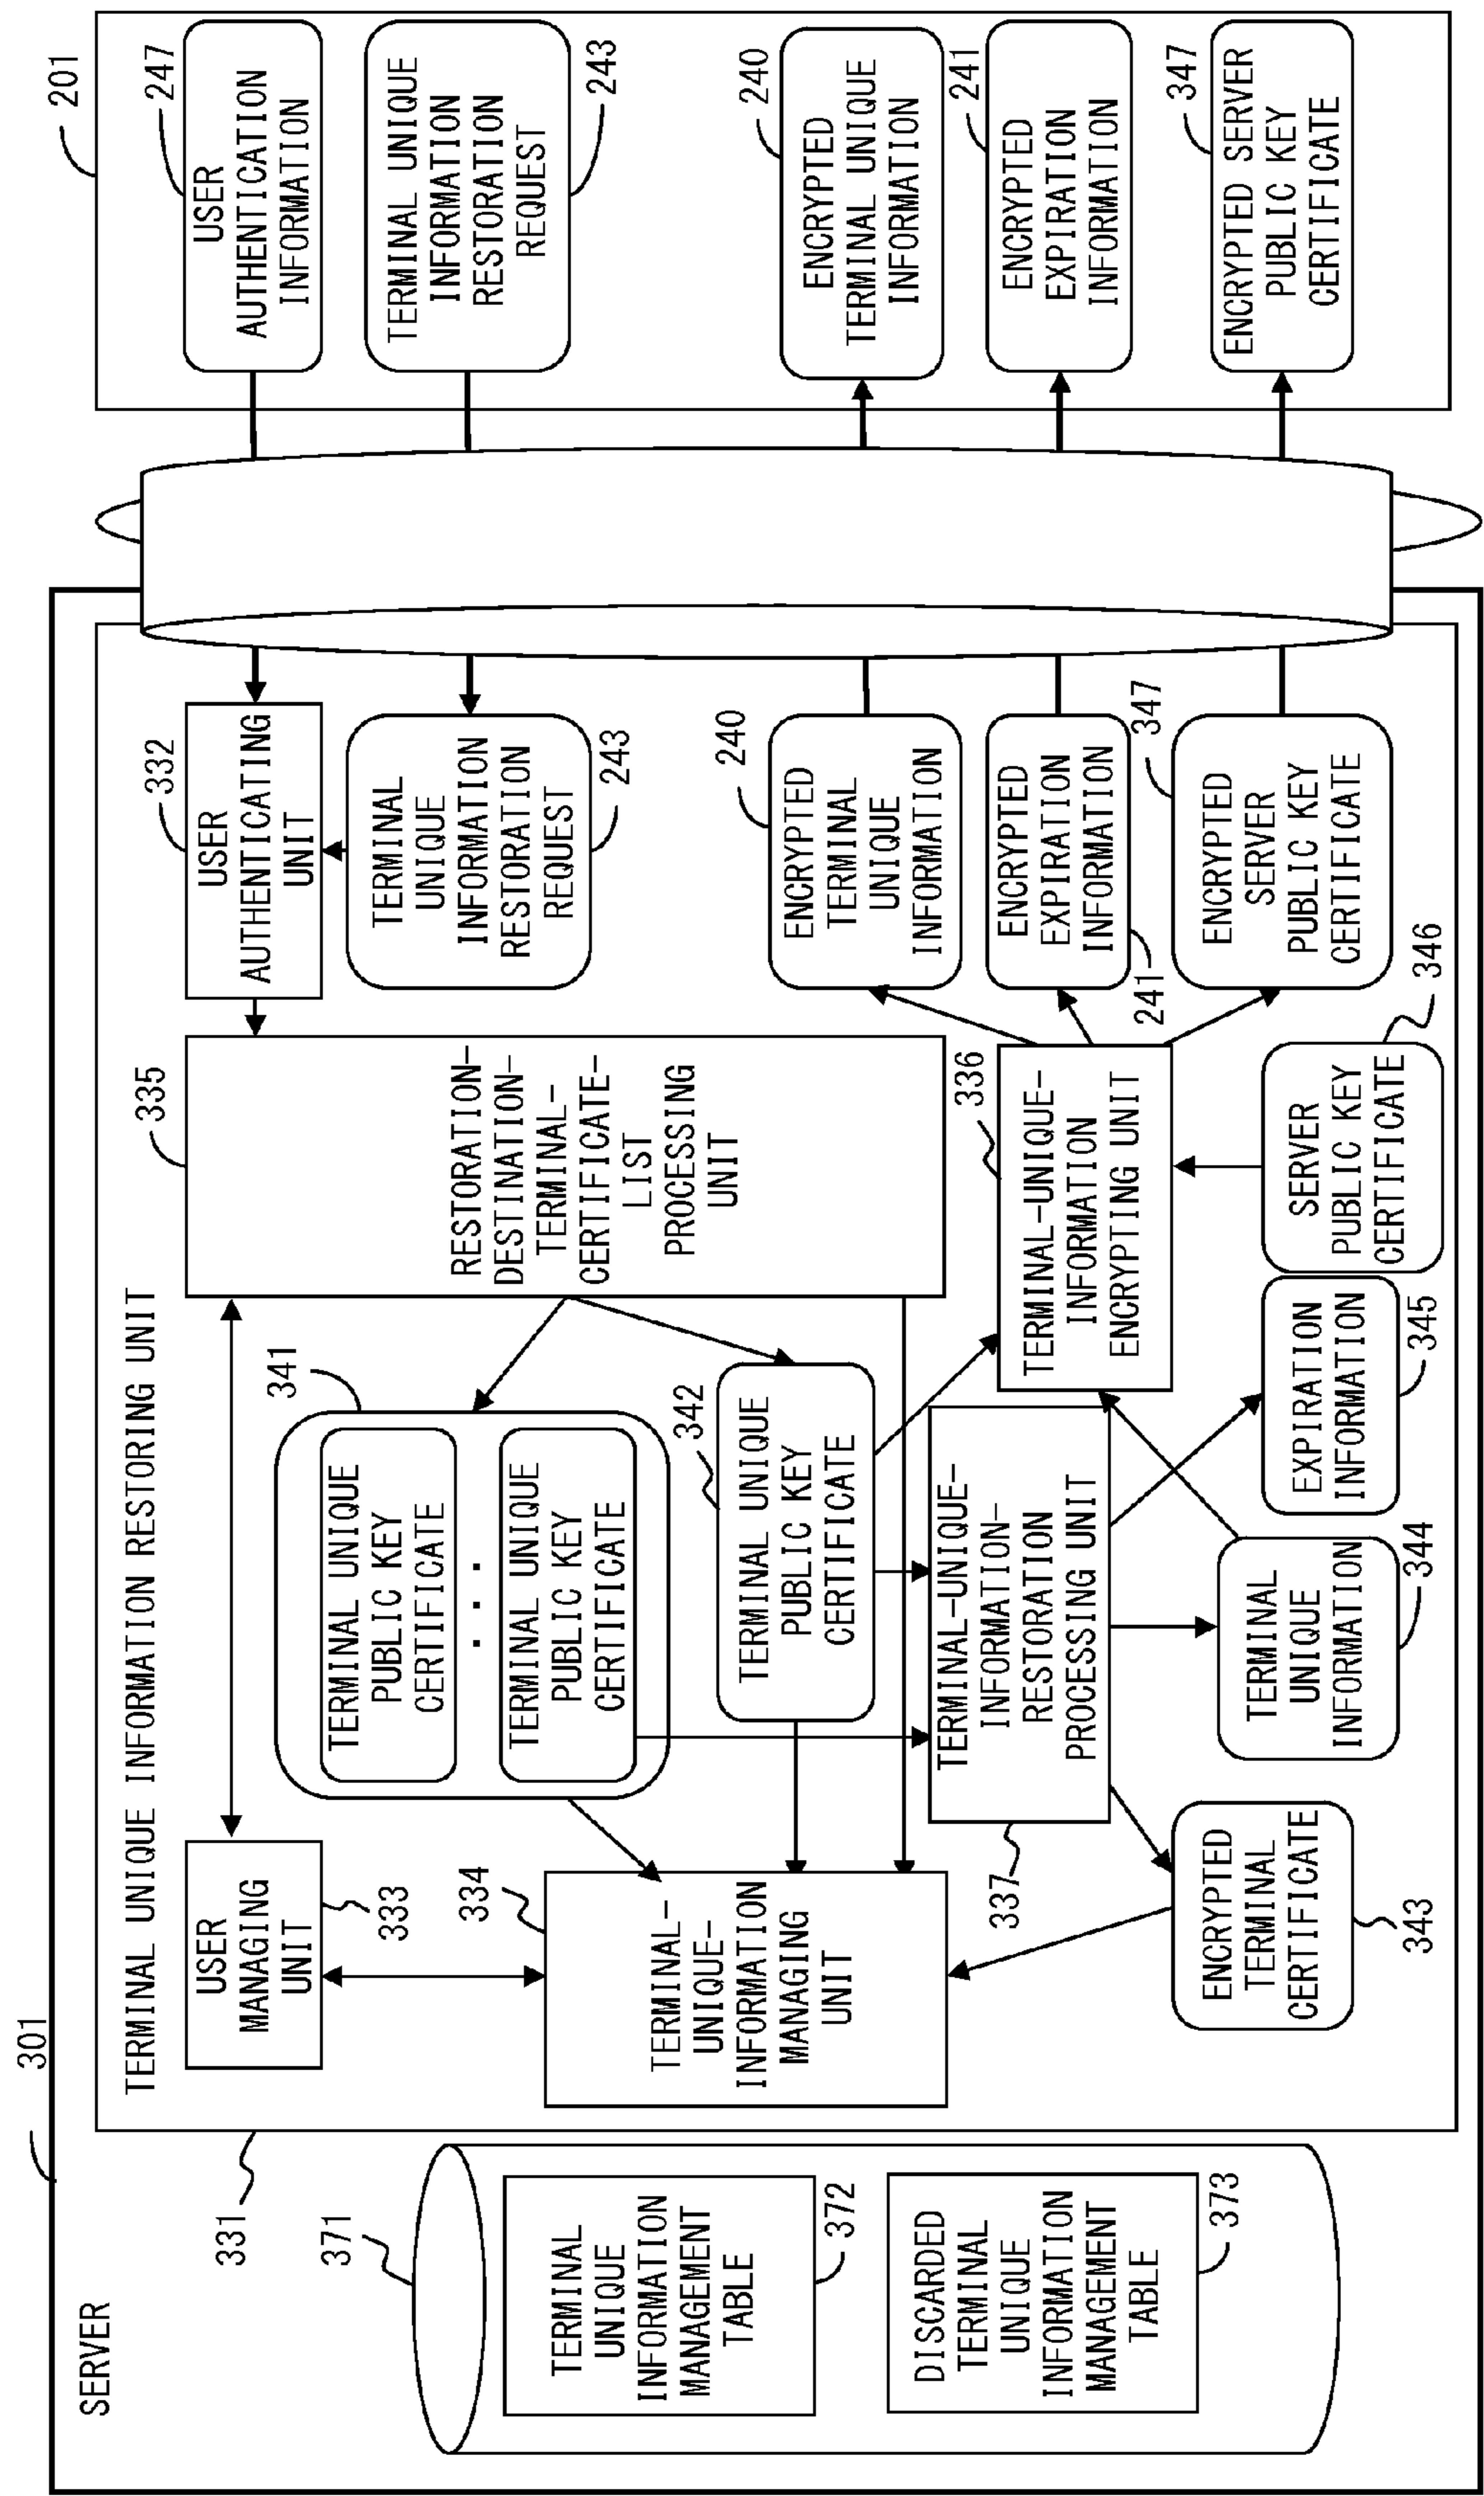 301
SERVER
331
TERMINAL UNIQUE INFORMATION RESTORING UNIT
371
TERMINAL
UNIQUE
INFORMATION
MANAGEMENT
TABLE
372
DISCARDED
TERMINAL
UNIQUE
INFORMATION
MANAGEMENT
TABLE
373
USER
MANAGING
UNIT
333
334
TERMINAL-
UNIQUE-
INFORMATION
MANAGING
UNIT
341
TERMINAL UNIQUE
PUBLIC KEY
CERTIFICATE
...
TERMINAL UNIQUE
PUBLIC KEY
CERTIFICATE
342
TERMINAL UNIQUE
PUBLIC KEY
CERTIFICATE
337
TERMINAL-UNIQUE-
INFORMATION-
RESTORATION
PROCESSING UNIT
ENCRYPTED
TERMINAL
CERTIFICATE
343
TERMINAL
UNIQUE
INFORMATION
344
EXPIRATION
INFORMATION
345
335
RESTORATION-
DESTINATION-
TERMINAL-
CERTIFICATE-
LIST
PROCESSING
UNIT
336
TERMINAL-UNIQUE-
INFORMATION
ENCRYPTING UNIT
SERVER
PUBLIC KEY
CERTIFICATE
346
332
USER
AUTHENTICATING
UNIT
TERMINAL
UNIQUE
INFORMATION
RESTORATION
REQUEST
243
240
ENCRYPTED
TERMINAL
UNIQUE
INFORMATION
ENCRYPTED
EXPIRATION
INFORMATION
241
347
ENCRYPTED
SERVER
PUBLIC KEY
CERTIFICATE
201
247
USER
AUTHENTICATION
INFORMATION
TERMINAL UNIQUE
INFORMATION
RESTORATION
REQUEST
243
240
ENCRYPTED
TERMINAL UNIQUE
INFORMATION
241
ENCRYPTED
EXPIRATION
INFORMATION
347
ENCRYPTED SERVER
PUBLIC KEY
CERTIFICATE